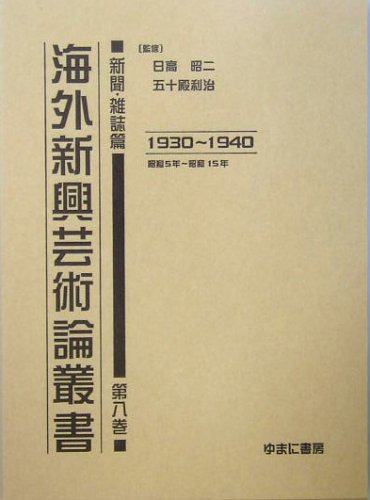 海外新興芸術論叢書
■新聞・雑誌篇
第八巻■
〔監修〕
日高 昭二
五十殿利治
1930~1940
昭和5年~昭和15年
ゆまに書房